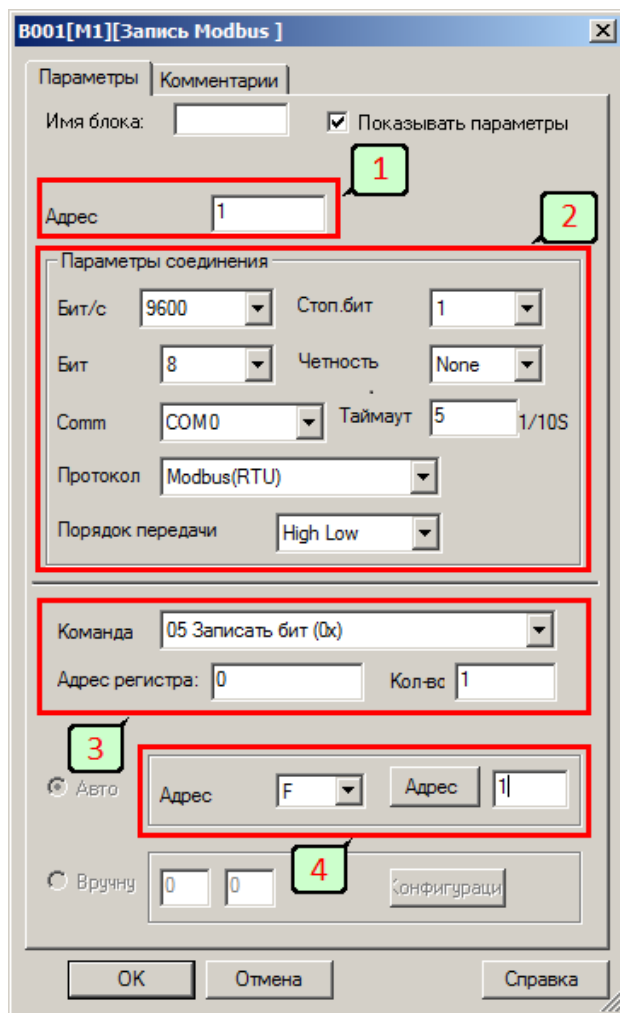 B001[M1][Запись Modbus ]
Параметры Комментарии
Имя блока: Показывать параметры
1
Адрес 1
2
Параметры соединения
Бит/с 9600 Стоп.бит 1
Бит 8 Четность None
Comm COM0 Таймаут 5 1/10S
Протокол Modbus(RTU)
Порядок передачи High Low
Команда 05 Записать бит (0x)
Адрес регистра: 0 Кол-вс 1
3
Авто Адрес F Адрес 1
4
Вручну 0 0 Конфигураци
OK Отмена Справка